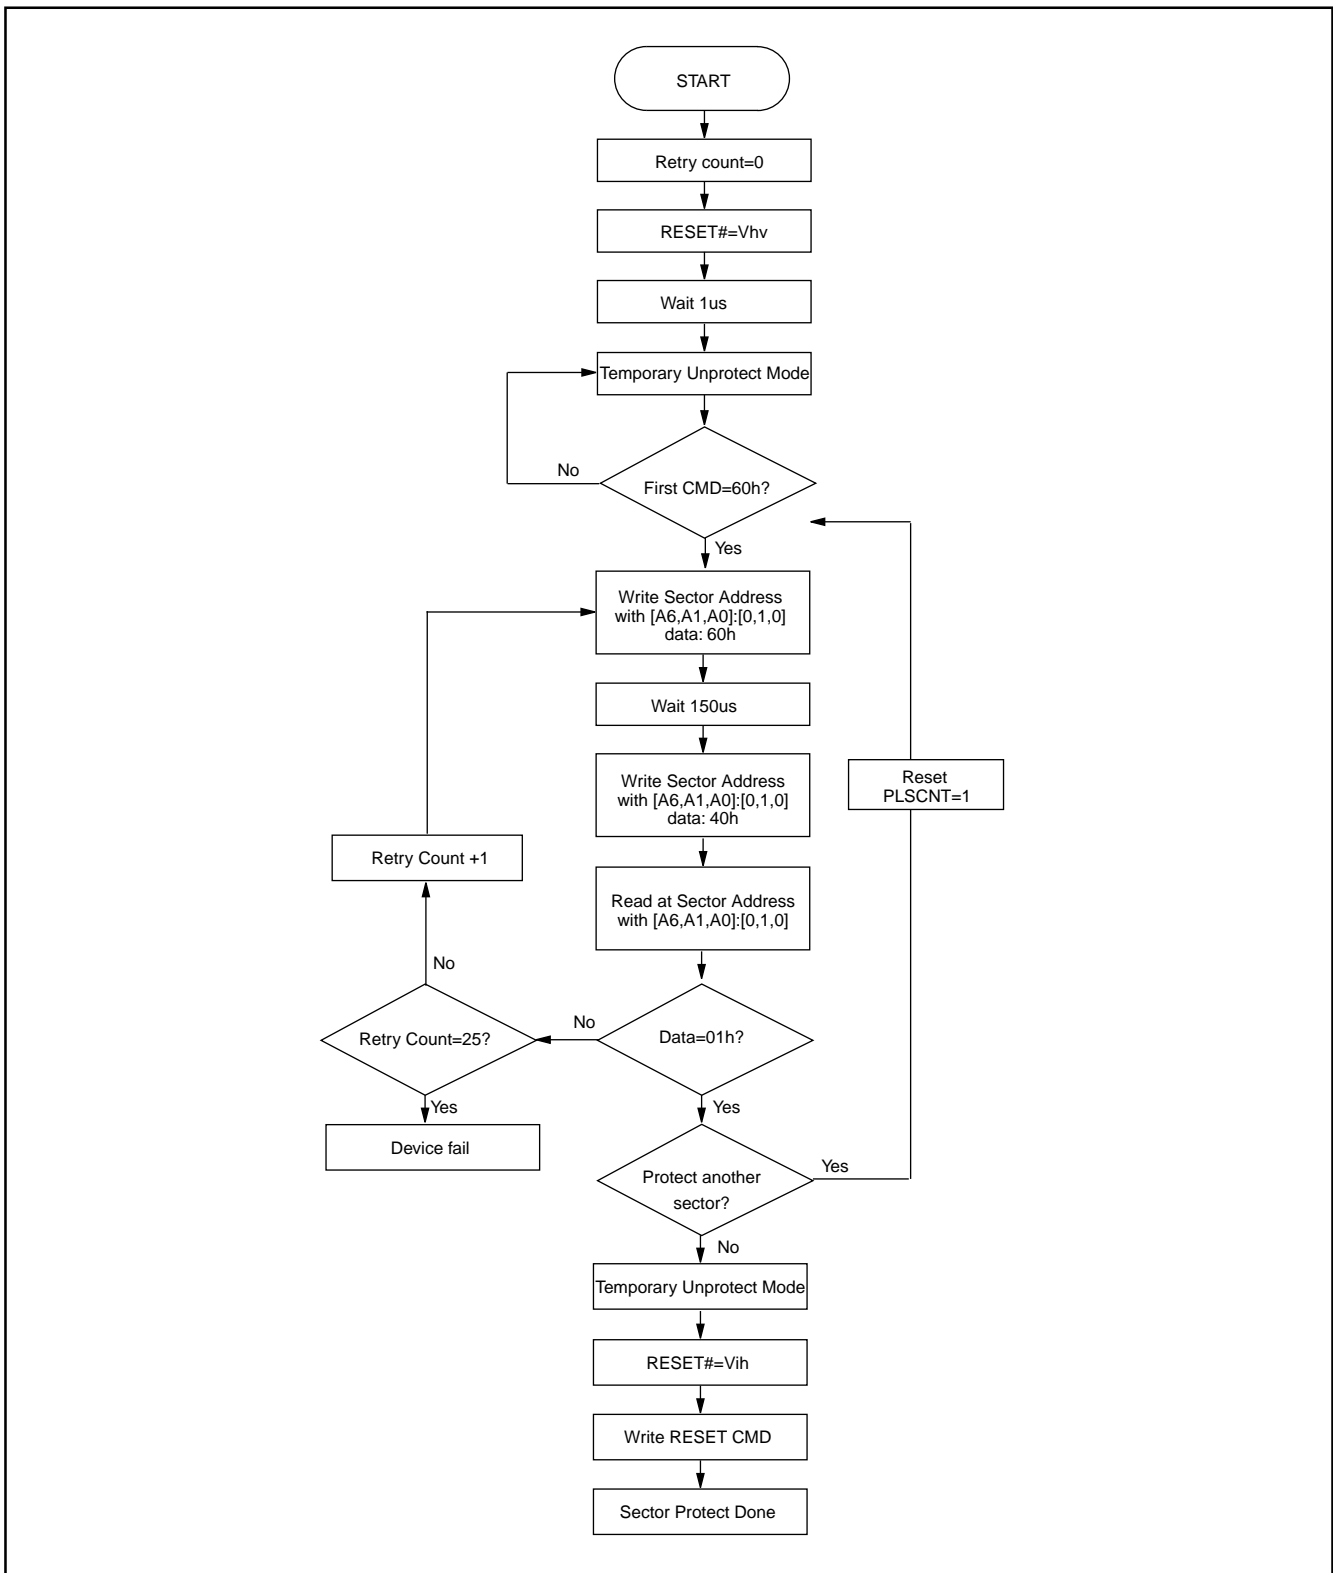 START
Retry count=0
RESET#=Vhv
Wait 1us
Temporary Unprotect Mode
No
First CMD=60h?
Yes
Write Sector Address
with [A6,A1,A0]:[0,1,0]
data: 60h
Wait 150us
Write Sector Address
with [A6,A1,A0]:[0,1,0]
data: 40h
Reset
PLSCNT=1
Retry Count +1
Read at Sector Address
with [A6,A1,A0]:[0,1,0]
No
No
Retry Count=25?
Data=01h?
Yes
Yes
Device fail
Protect another
sector?
Yes
No
Temporary Unprotect Mode
RESET#=Vih
Write RESET CMD
Sector Protect Done